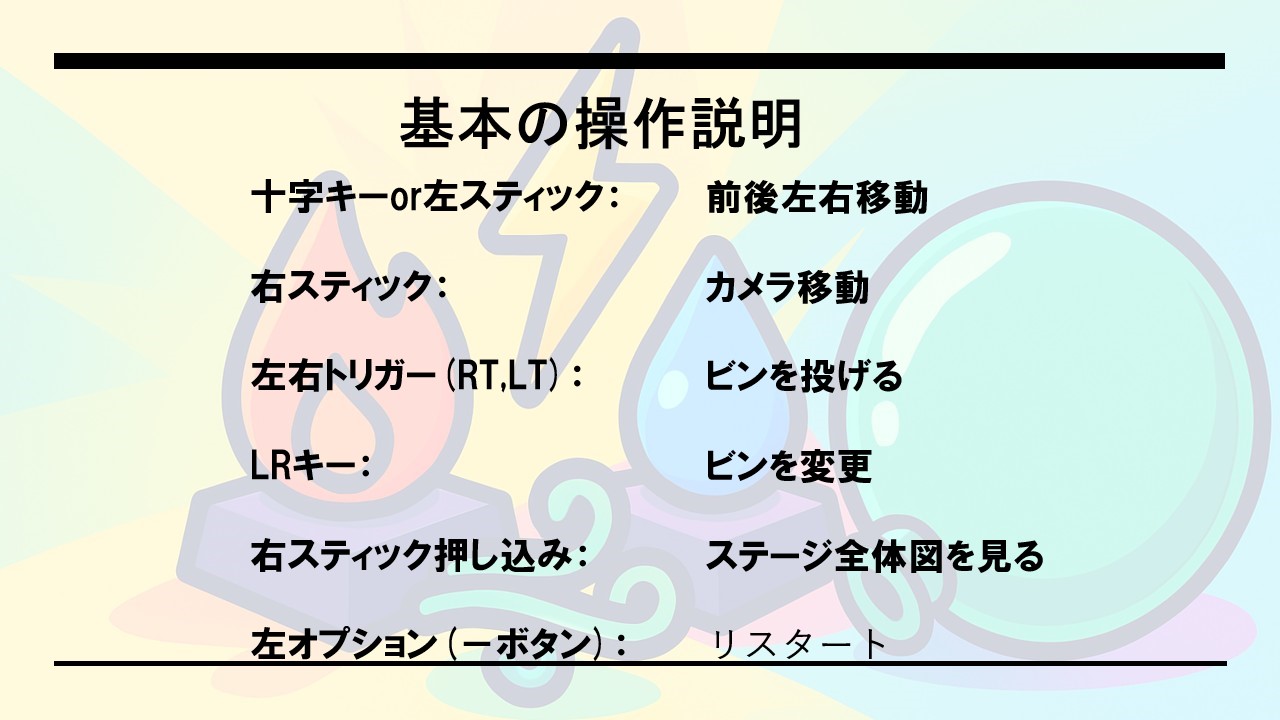 基本の操作説明
十字キーor左スティック： 前後左右移動
右スティック： カメラ移動
左右トリガー（RT,LT）： ビンを投げる
LRキー： ビンを変更
右スティック押し込み： ステージ全体図を見る
左オプション（－ボタン）： リスタート